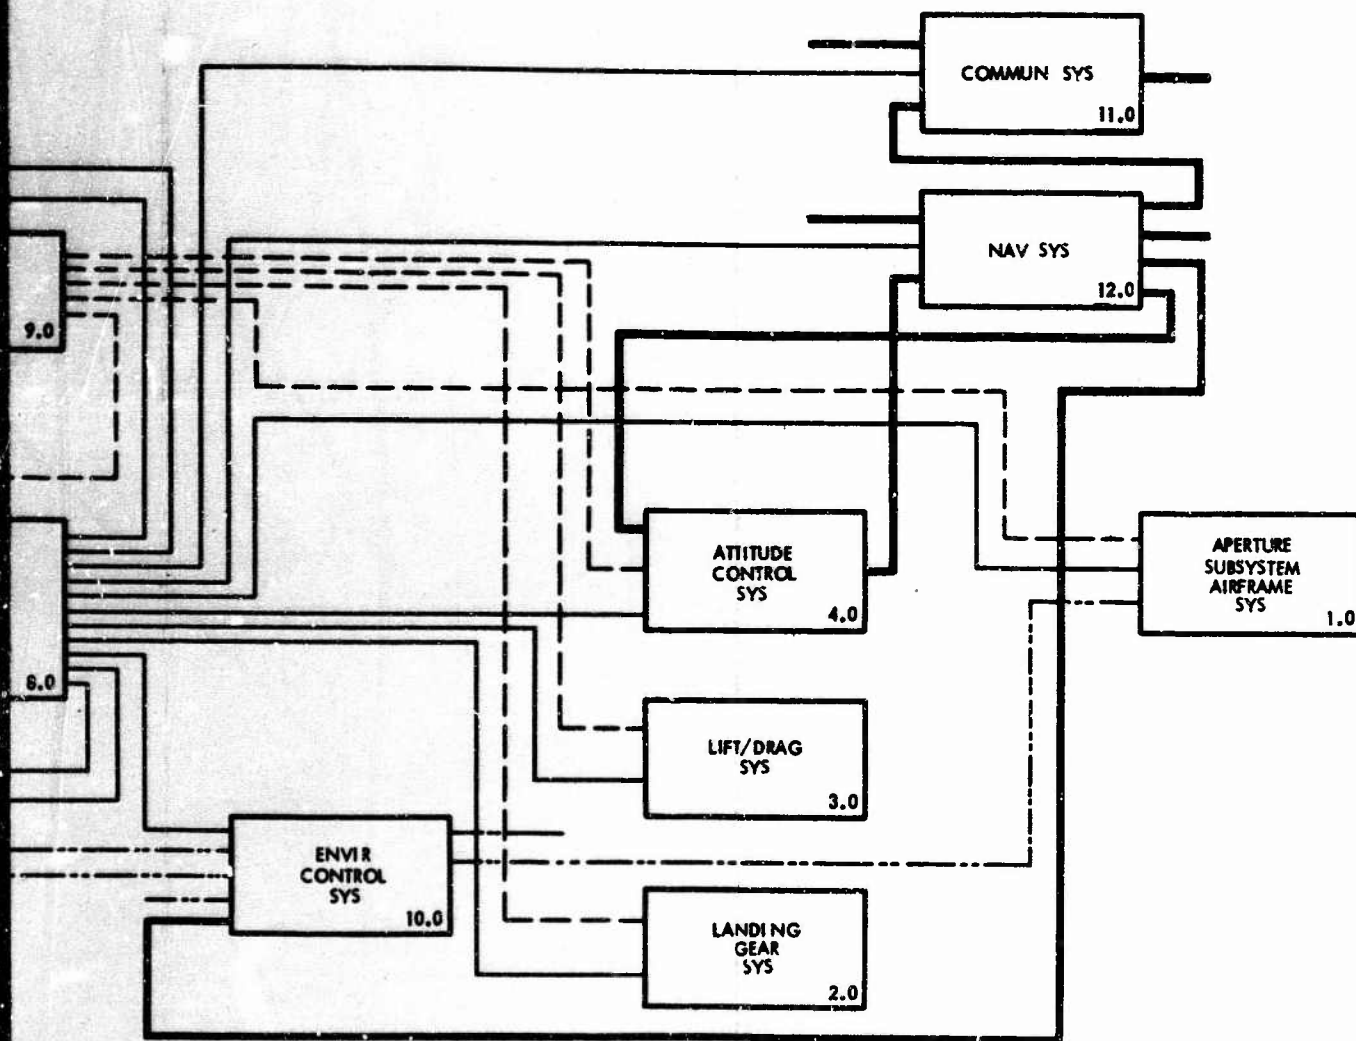 COMMUN SYS
11.0
NAV SYS
12.0
9.0
ATTITUDE
CONTROL
SYS
4.0
APERTURE
SUBSYSTEM
AIRFRAME
SYS
1.0
8.0
LIFT/DRAG
SYS
3.0
ENVIR
CONTROL
SYS
10.0
LANDING
GEAR
SYS
2.0